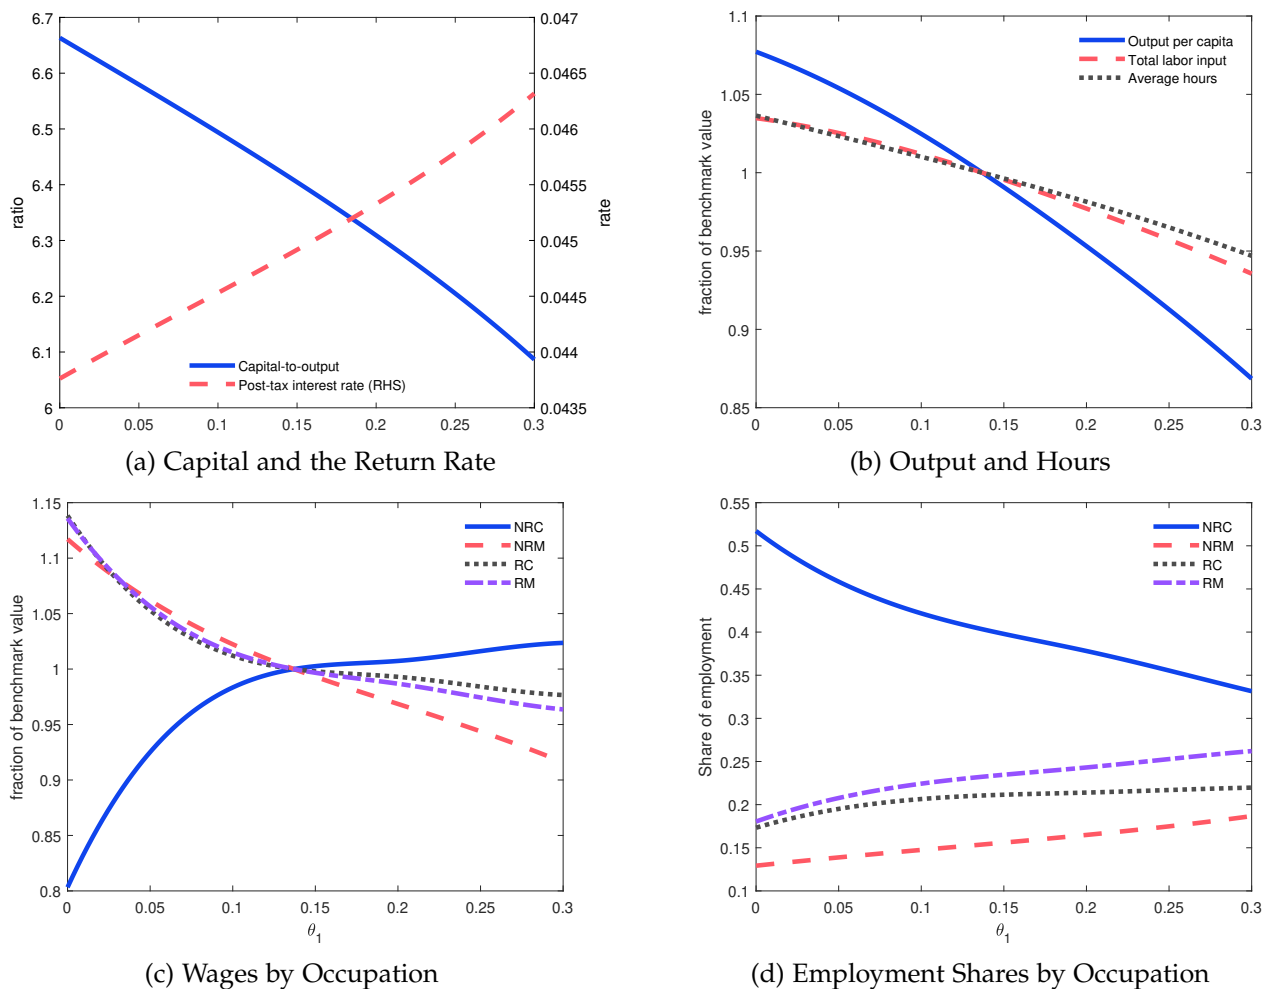 6.7
6.6
6.5
6.4
6.3
6.2
6.1
6
ratio
0.047
0.0465
0.046
0.0455
0.045
0.0445
0.044
0.0435
rate
Capital-to-output
Post-tax interest rate (RHS)
0 0.05 0.1 0.15 0.2 0.25 0.3
(a) Capital and the Return Rate
1.1
1.05
1
0.95
0.9
0.85
fraction of benchmark value
Output per capita
Total labor input
Average hours
0 0.05 0.1 0.15 0.2 0.25 0.3
(b) Output and Hours
1.15
1.1
1.05
1
0.95
0.9
0.85
0.8
fraction of benchmark value
NRC
NRM
RC
RM
0 0.05 0.1 0.15 0.2 0.25 0.3
θ₁
(c) Wages by Occupation
0.55
0.5
0.45
0.4
0.35
0.3
0.25
0.2
0.15
0.1
Share of employment
NRC
NRM
RC
RM
0 0.05 0.1 0.15 0.2 0.25 0.3
θ₁
(d) Employment Shares by Occupation